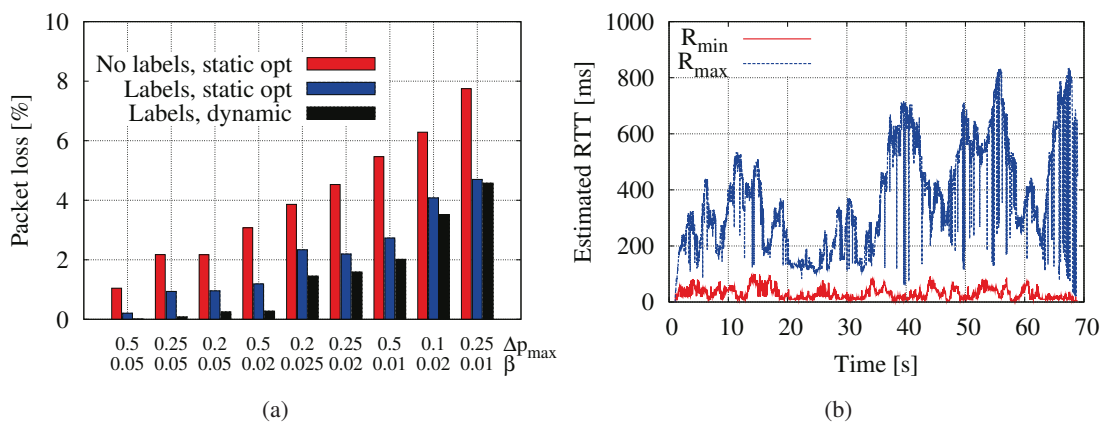 10
8
6
4
2
0
Packet loss [%]
No labels, static opt
Labels, static opt
Labels, dynamic
0.5 0.25 0.2 0.5 0.2 0.25 0.5 0.1 0.25 Δpmax
0.05 0.05 0.05 0.02 0.025 0.02 0.01 0.02 0.01 β
(a)
1000
800
600
400
200
0
Estimated RTT [ms]
Rmin
Rmax
0 10 20 30 40 50 60 70
Time [s]
(b)